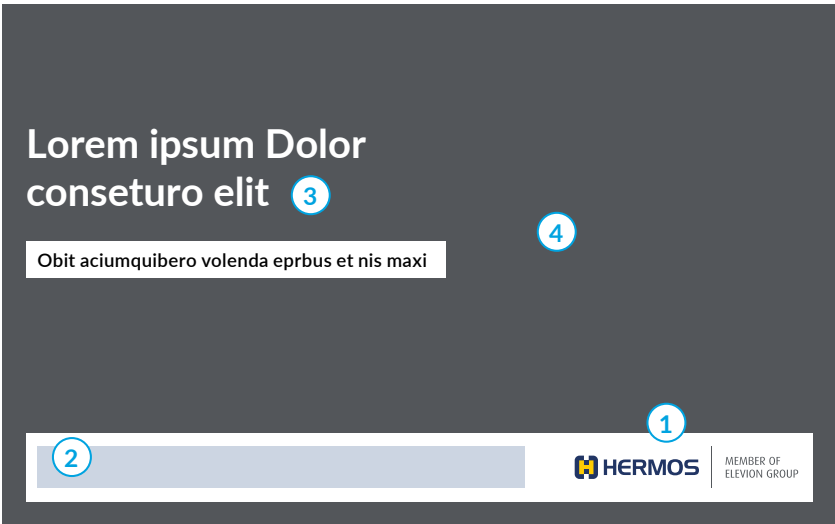 Lorem ipsum Dolor
conseturo elit
3
4
Obit aciumquibero volenda eprbus et nis maxi
1
2
HERMOS
MEMBER OF
ELEVION GROUP